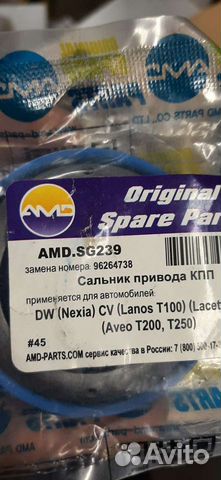 AMD
Original
Spare Par
AMD.SG239
замена номера: 96264738
Сальник привода КПП
применяется для автомобилей:
DW (Nexia) CV (Lanos T100) (Lacet
(Aveo T200, T250)
#45
AMD-PARTS.COM сервис качества в России: 7 (800)
Avito